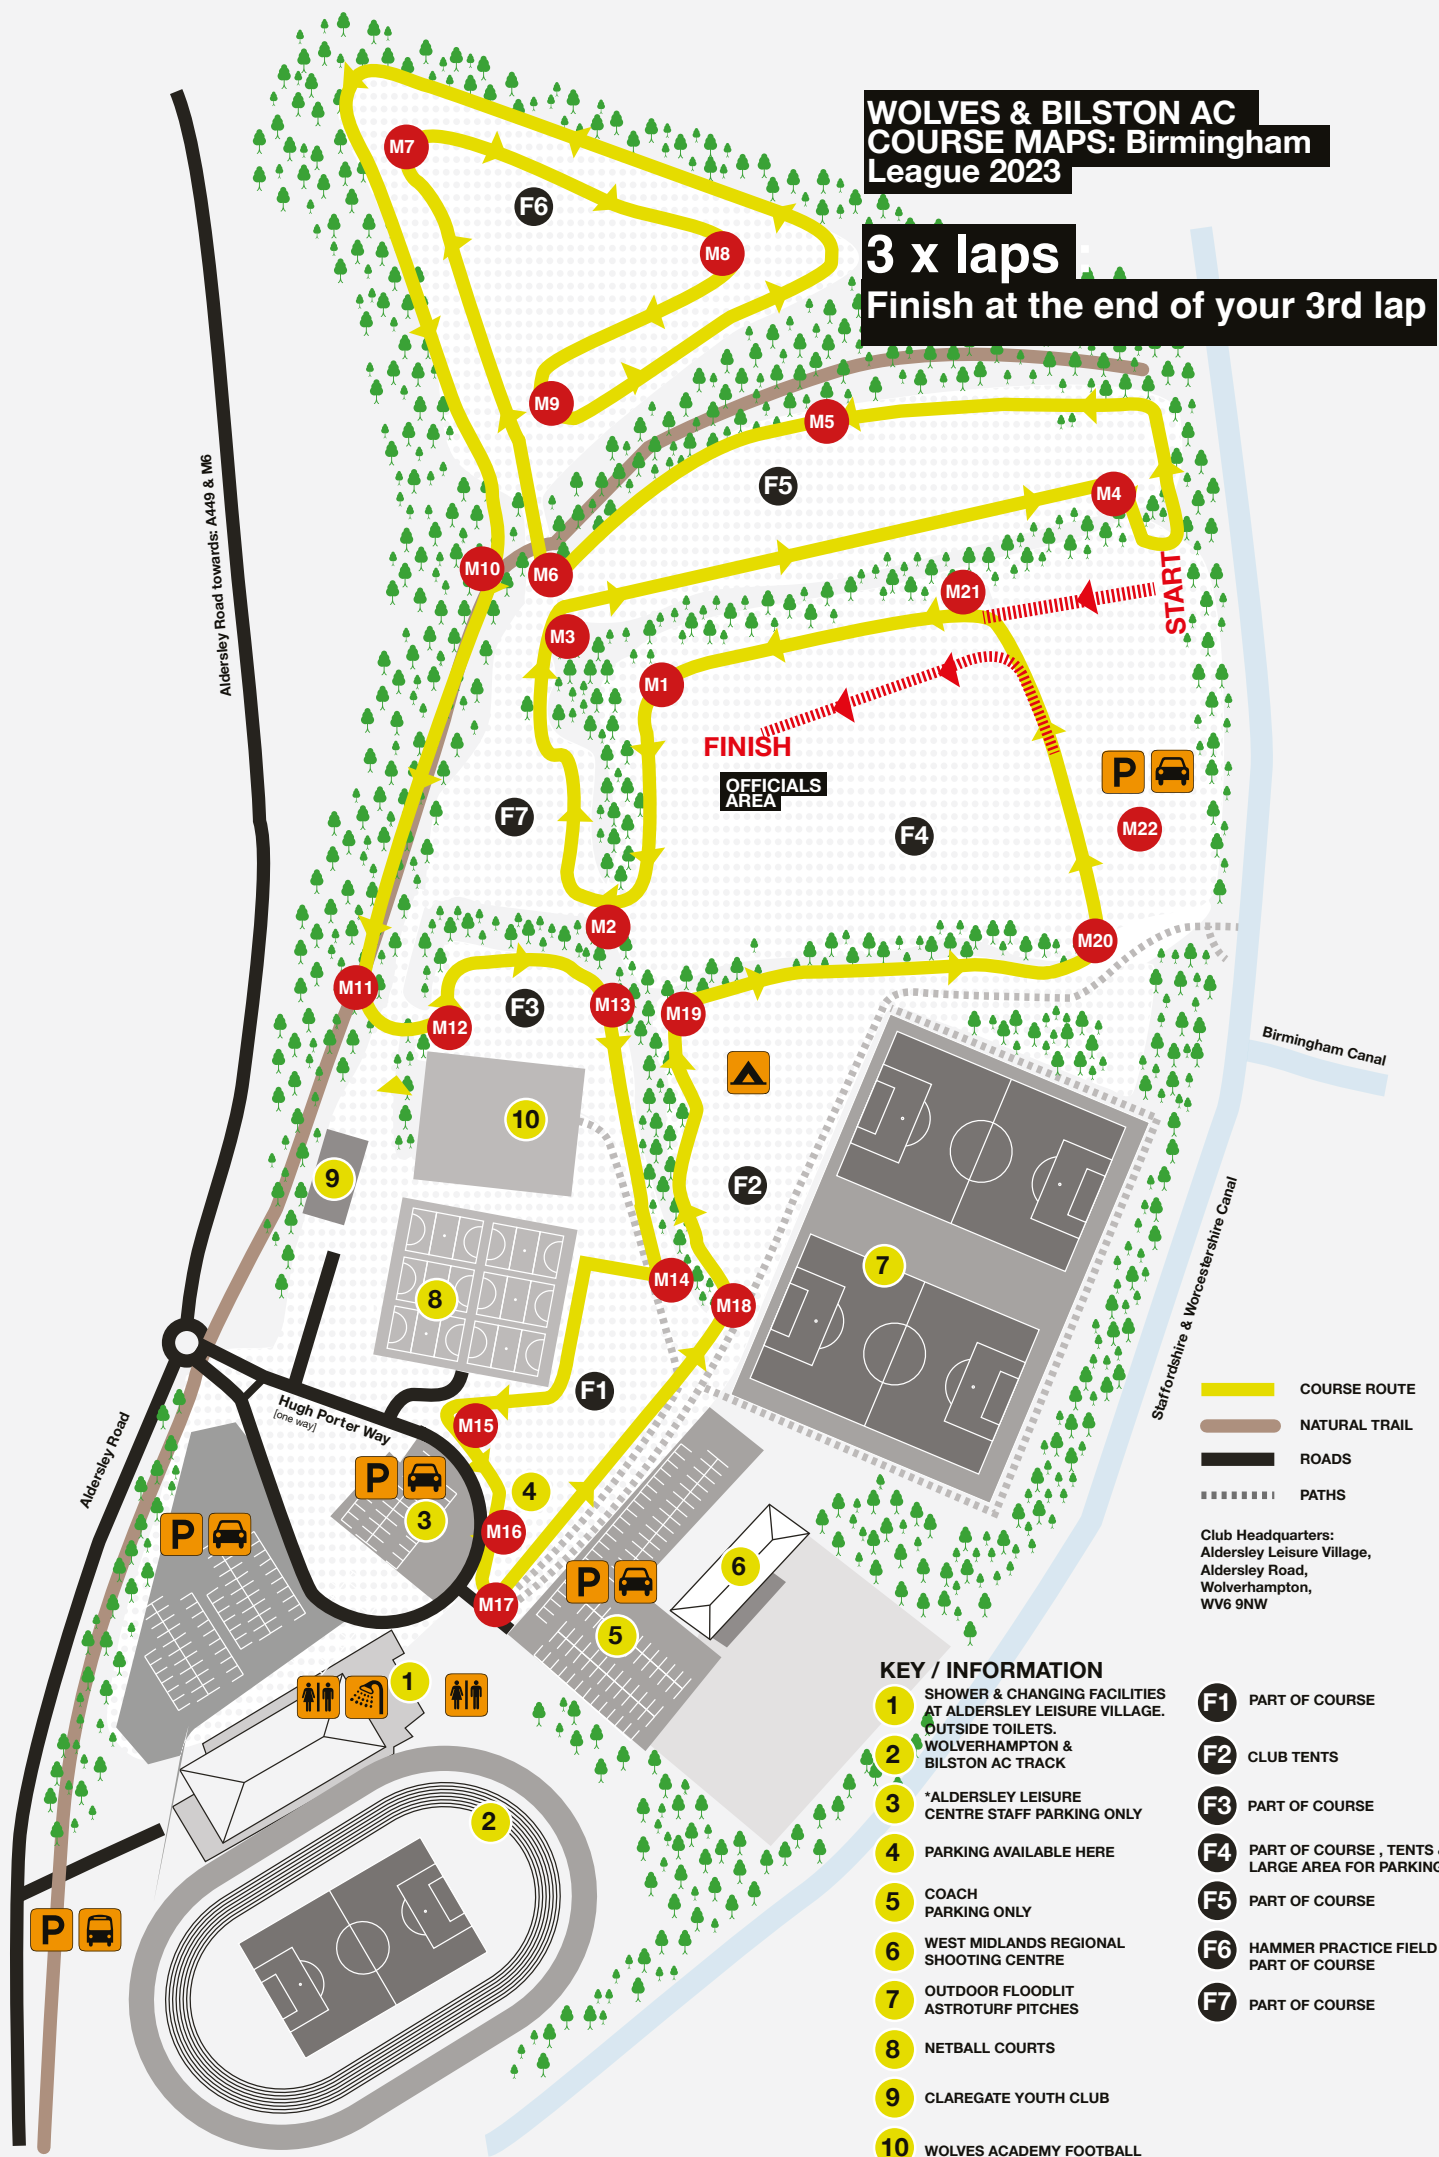 WOLVES & BILSTON AC
COURSE MAPS: Birmingham
League 2023
3 x laps :
Finish at the end of your 3rd lap
M7
F6
M8
M9
M5
F5
M4
M10
M6
M21
START
M3
M1
FINISH
OFFICIALS
AREA
F7
F4
P
M22
M2
M20
M11
M12
F3
M13
M19
10
9
F2
7
8
M14
M18
F1
M15
P
3
4
M16
P
P
6
M17
5
1
2
P
Aldersley Road towards: A449 & M6
Aldersley Road
Hugh Porter Way
[one way]
Birmingham Canal
Staffordshire & Worcestershire Canal
COURSE ROUTE
NATURAL TRAIL
ROADS
PATHS
Club Headquarters:
Aldersley Leisure Village,
Aldersley Road,
Wolverhampton,
WV6 9NW
KEY / INFORMATION
1 SHOWER & CHANGING FACILITIES
AT ALDERSLEY LEISURE VILLAGE.
OUTSIDE TOILETS.
2 WOLVERHAMPTON &
BILSTON AC TRACK
3 *ALDERSLEY LEISURE
CENTRE STAFF PARKING ONLY
4 PARKING AVAILABLE HERE
5 COACH
PARKING ONLY
6 WEST MIDLANDS REGIONAL
SHOOTING CENTRE
7 OUTDOOR FLOODLIT
ASTROTURF PITCHES
8 NETBALL COURTS
9 CLAREGATE YOUTH CLUB
10 WOLVES ACADEMY FOOTBALL
F1 PART OF COURSE
F2 CLUB TENTS
F3 PART OF COURSE
F4 PART OF COURSE , TENTS
LARGE AREA FOR PARKING
F5 PART OF COURSE
F6 HAMMER PRACTICE FIELD
PART OF COURSE
F7 PART OF COURSE